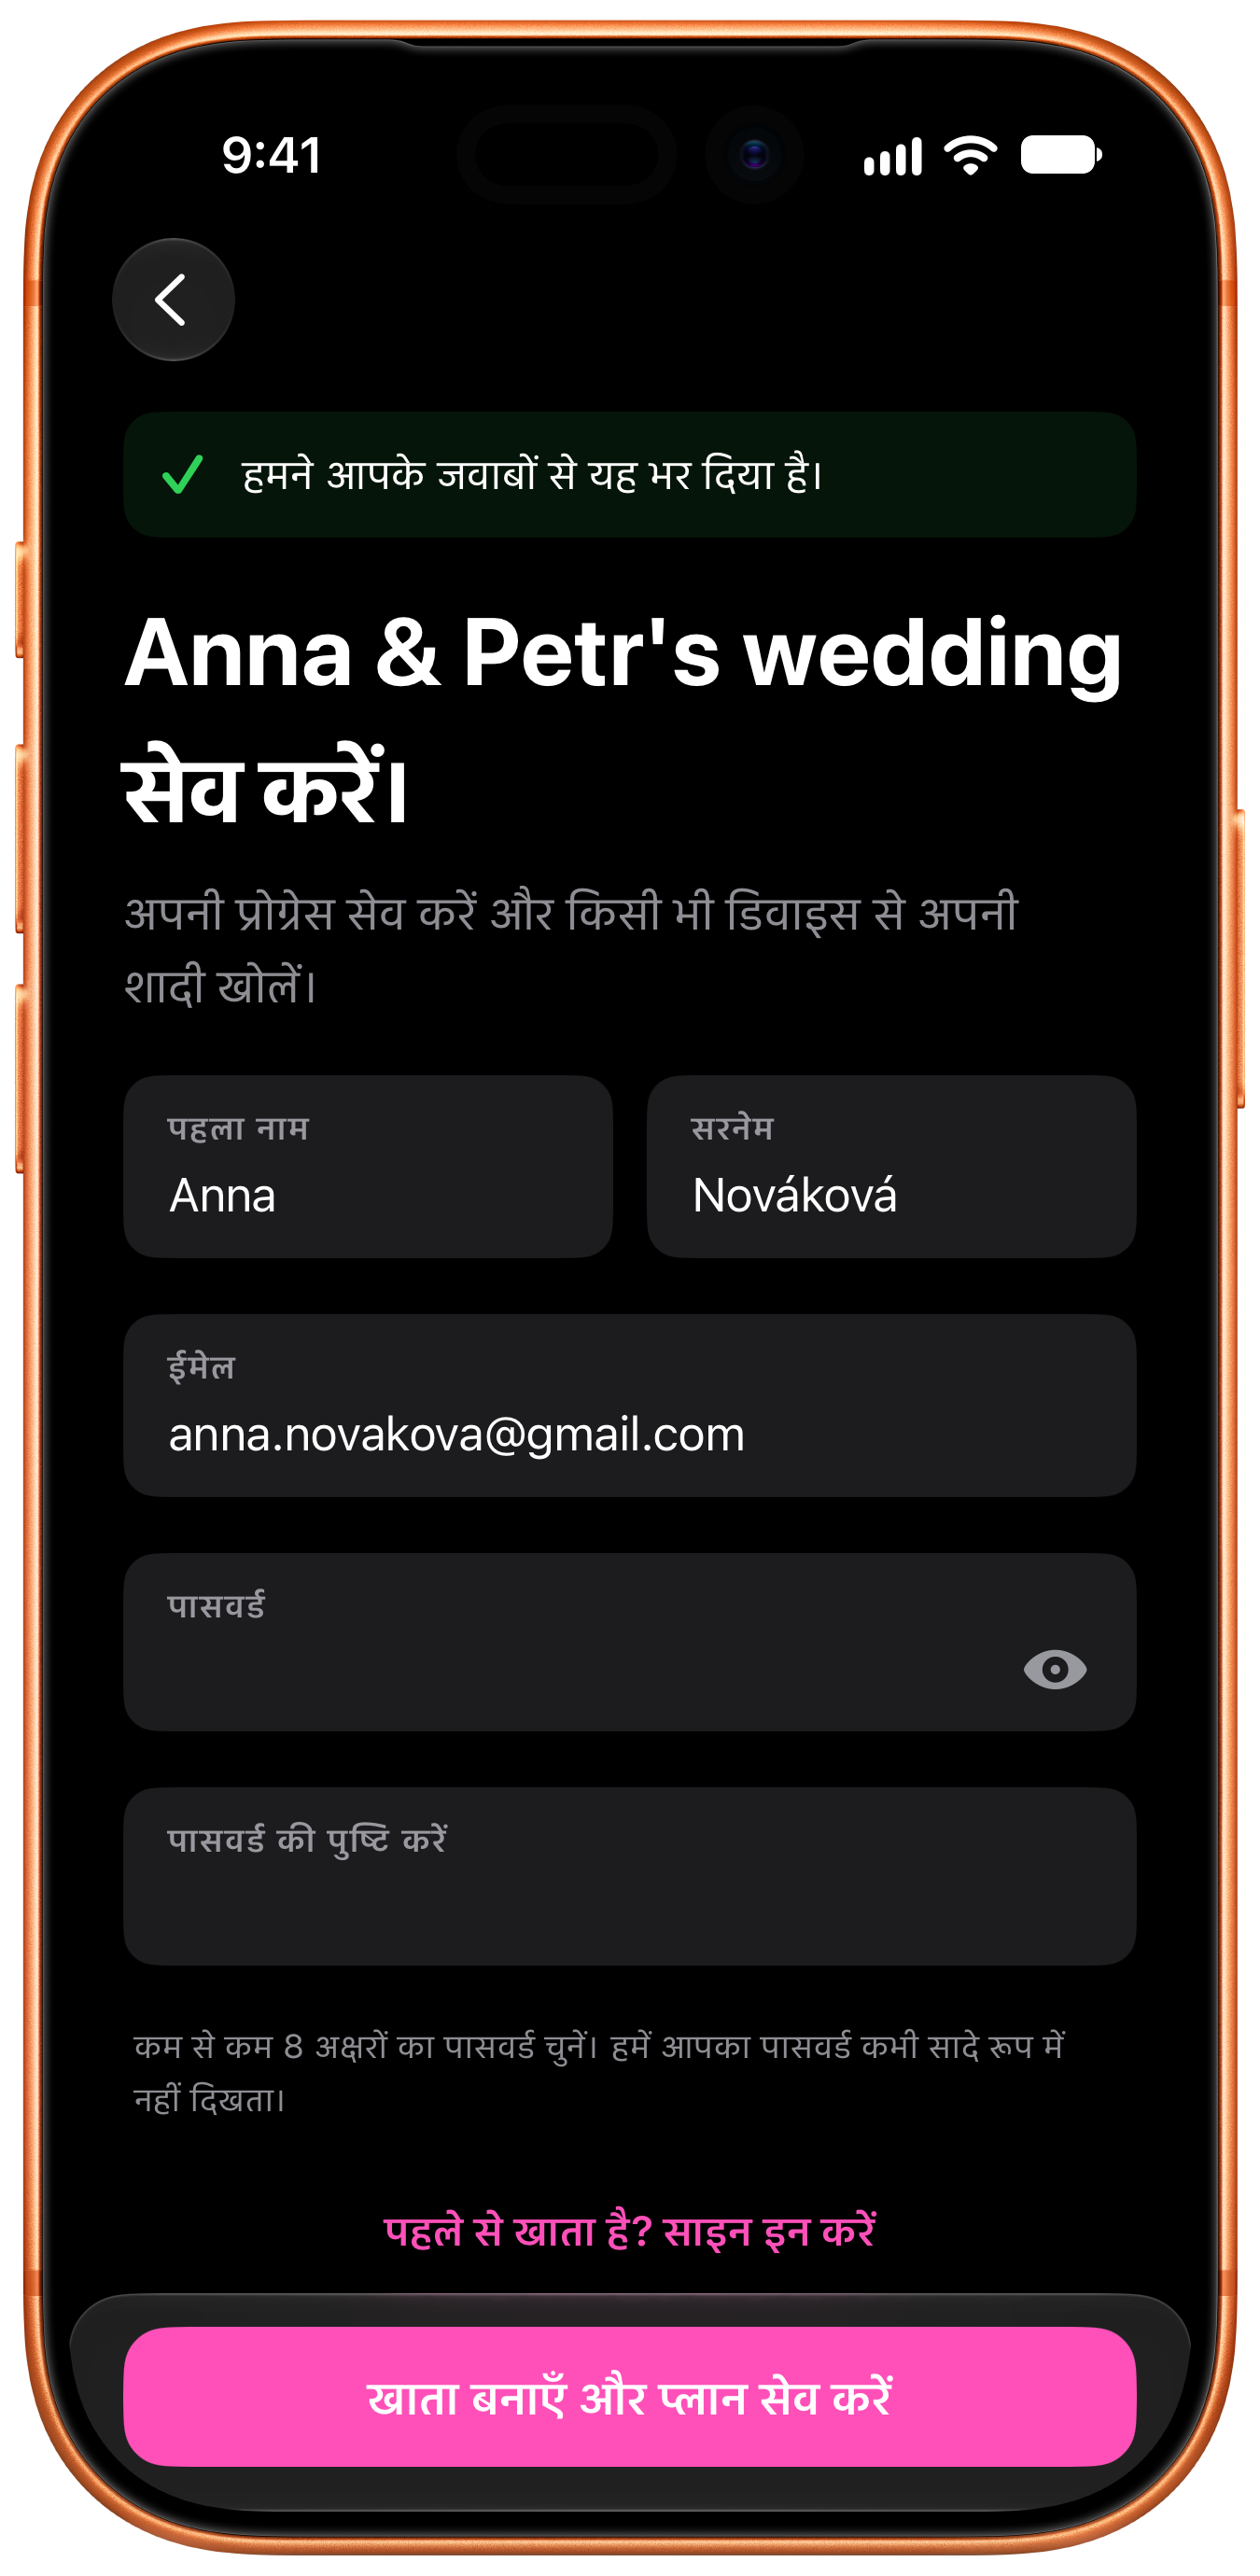 9:41
हमने आपके जवाबों से यह भर दिया है।
Anna & Petr's wedding
सेव करें।
अपनी प्रोग्रेस सेव करें और किसी भी डिवाइस से अपनी
शादी खोलें।
पहला नाम
सरनेम
Anna
Nováková
ईमेल
anna.novakova@gmail.com
पासवर्ड
पासवर्ड की पुष्टि करें
कम से कम 8 अक्षरों का पासवर्ड चुनें। हमें आपका पासवर्ड कभी सादे रूप में
नहीं दिखता।
पहले से खाता है? साइन इन करें
खाता बनाएँ और प्लान सेव करें